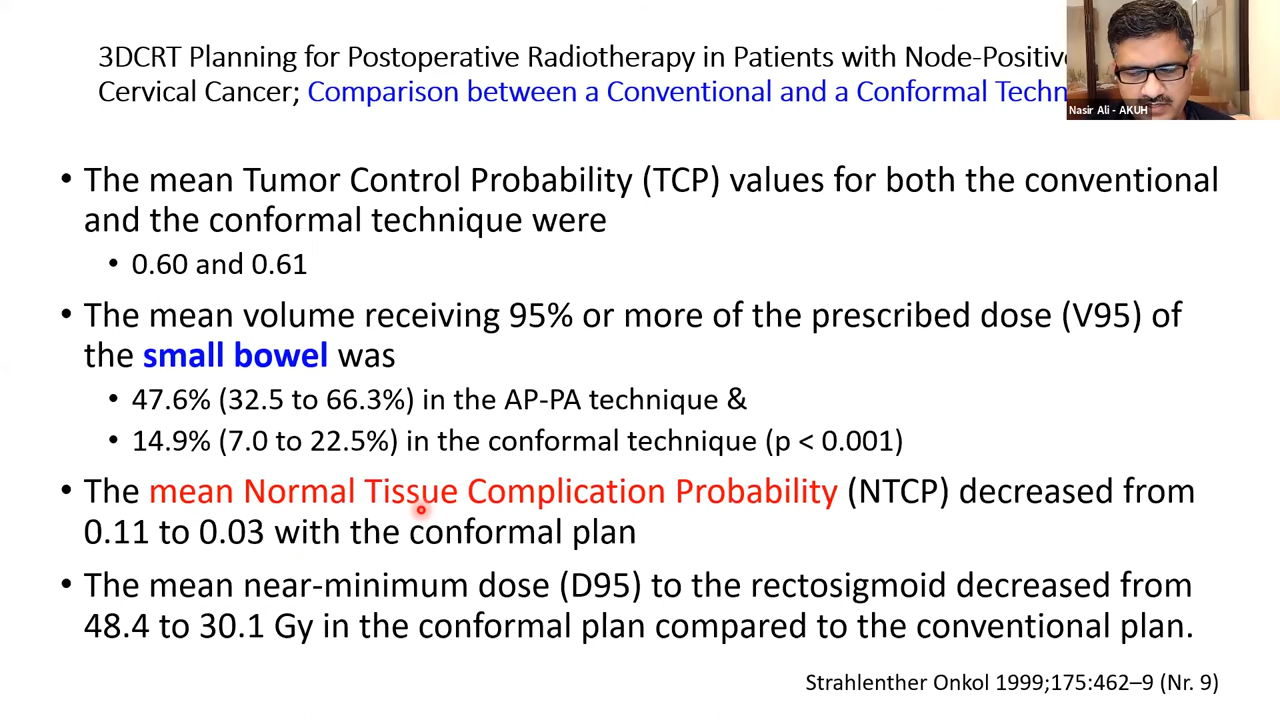 3DCRT Planning for Postoperative Radiotherapy in Patients with Node-Positive
Cervical Cancer; Comparison between a Conventional and a Conformal
Nasir Ali - AKUH
• The mean Tumor Control Probability (TCP) values for both the conventional
and the conformal technique were
• 0.60 and 0.61
• The mean volume receiving 95% or more of the prescribed dose (V95) of
the small bowel was
• 47.6% (32.5 to 66.3%) in the AP-PA technique &
• 14.9% (7.0 to 22.5%) in the conformal technique (p < 0.001)
• The mean Normal Tissue Complication Probability (NTCP) decreased from
0.11 to 0.03 with the conformal plan
• The mean near-minimum dose (D95) to the rectosigmoid decreased from
48.4 to 30.1 Gy in the conformal plan compared to the conventional plan.
Strahlenther Onkol 1999;175:462–9 (Nr. 9)